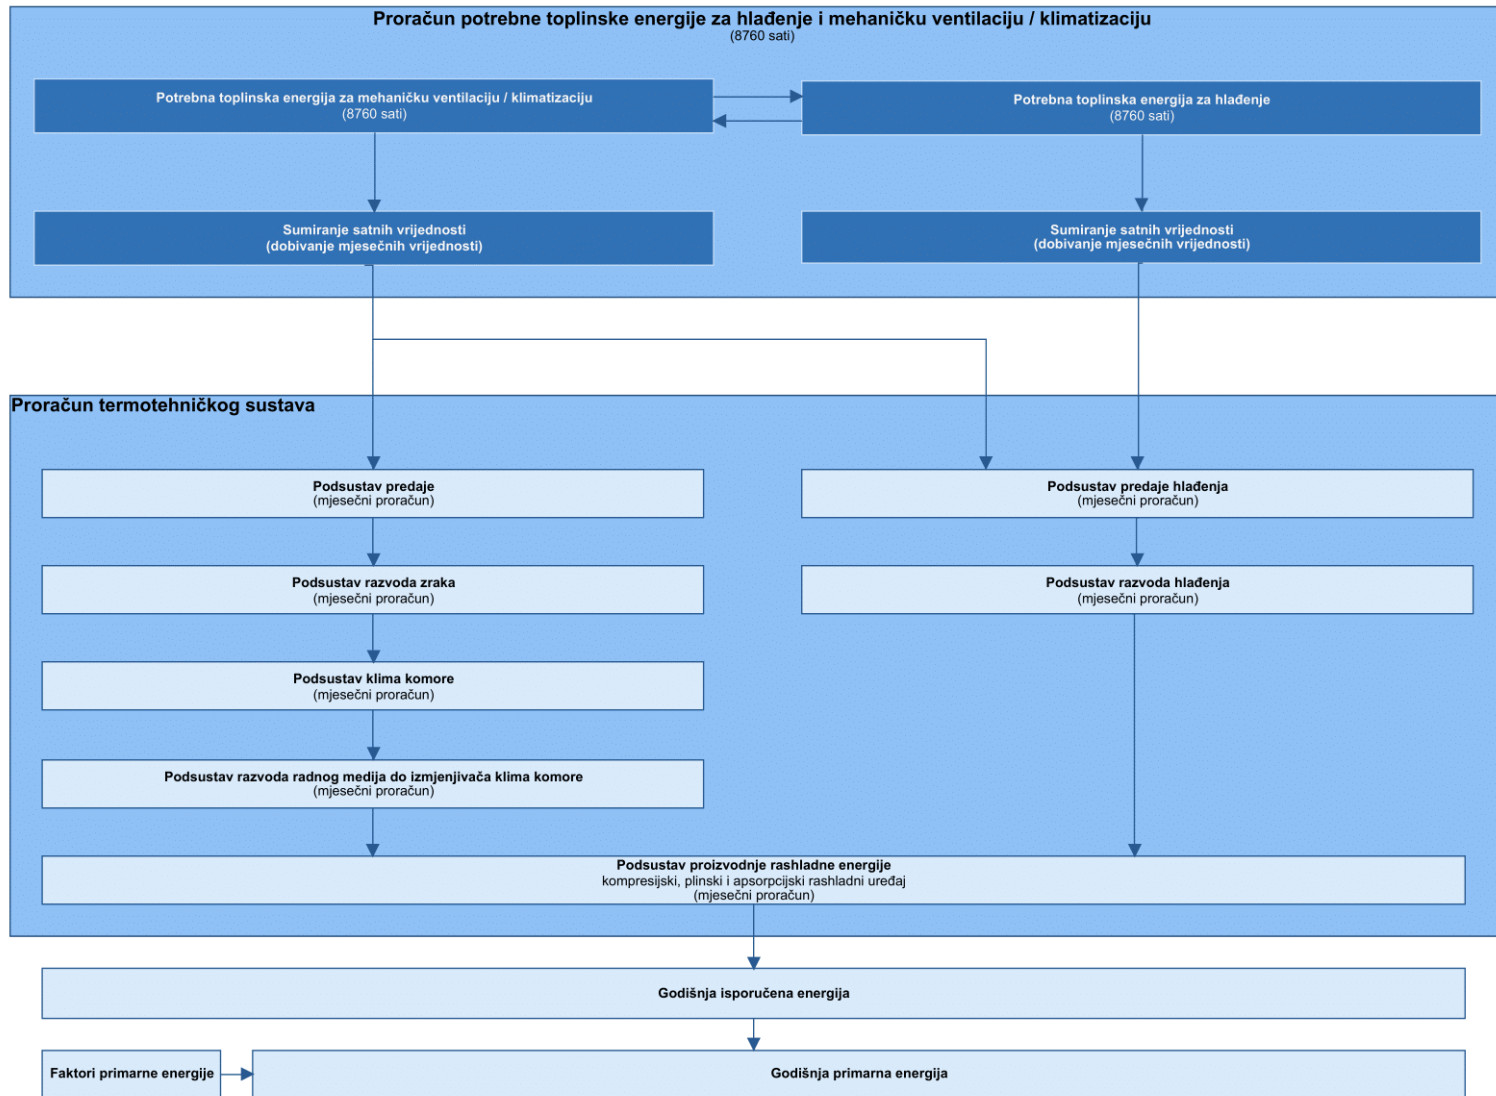 Proračun potrebne toplinske energije za hlađenje i mehaničku ventilaciju / klimatizaciju
(8760 sati)
Potrebna toplinska energija za mehaničku ventilaciju / klimatizaciju
(8760 sati)
Potrebna toplinska energija za hlađenje
(8760 sati)
Sumiranje satnih vrijednosti
(dobivanje mjesečnih vrijednosti)
Sumiranje satnih vrijednosti
(dobivanje mjesečnih vrijednosti)
Proračun termotehničkog sustava
Podsustav predaje
(mjesečni proračun)
Podsustav predaje hlađenja
(mjesečni proračun)
Podsustav razvoda zraka
(mjesečni proračun)
Podsustav razvoda hlađenja
(mjesečni proračun)
Podsustav klima komore
(mjesečni proračun)
Podsustav razvoda radnog medija do izmjenjivača klima komore
(mjesečni proračun)
Podsustav proizvodnje rashladne energije
kompresijski, plinski i apsorpcijski rashladni uređaj
(mjesečni proračun)
Godišnja isporučena energija
Faktori primarne energije
Godišnja primarna energija